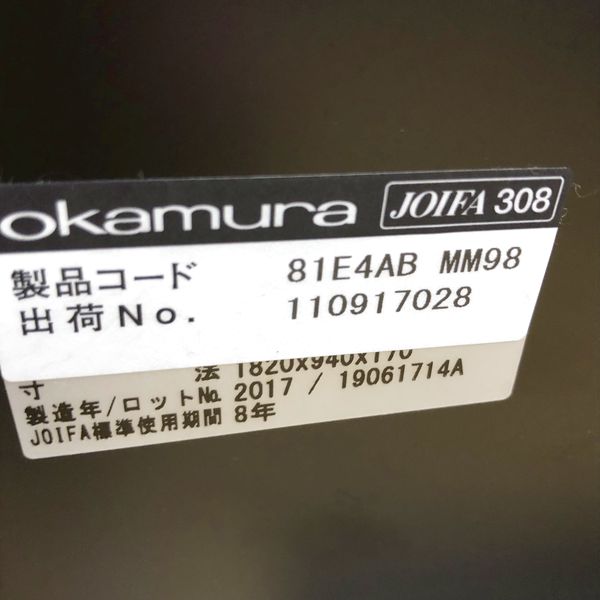 okamura JOIFA 308
製品コード 81E4AB MM98
出荷No. 110917028
寸 法 1820x940x170
製造年/ロット№ 2017 / 19061714A
JOIFA標準使用期間 8年